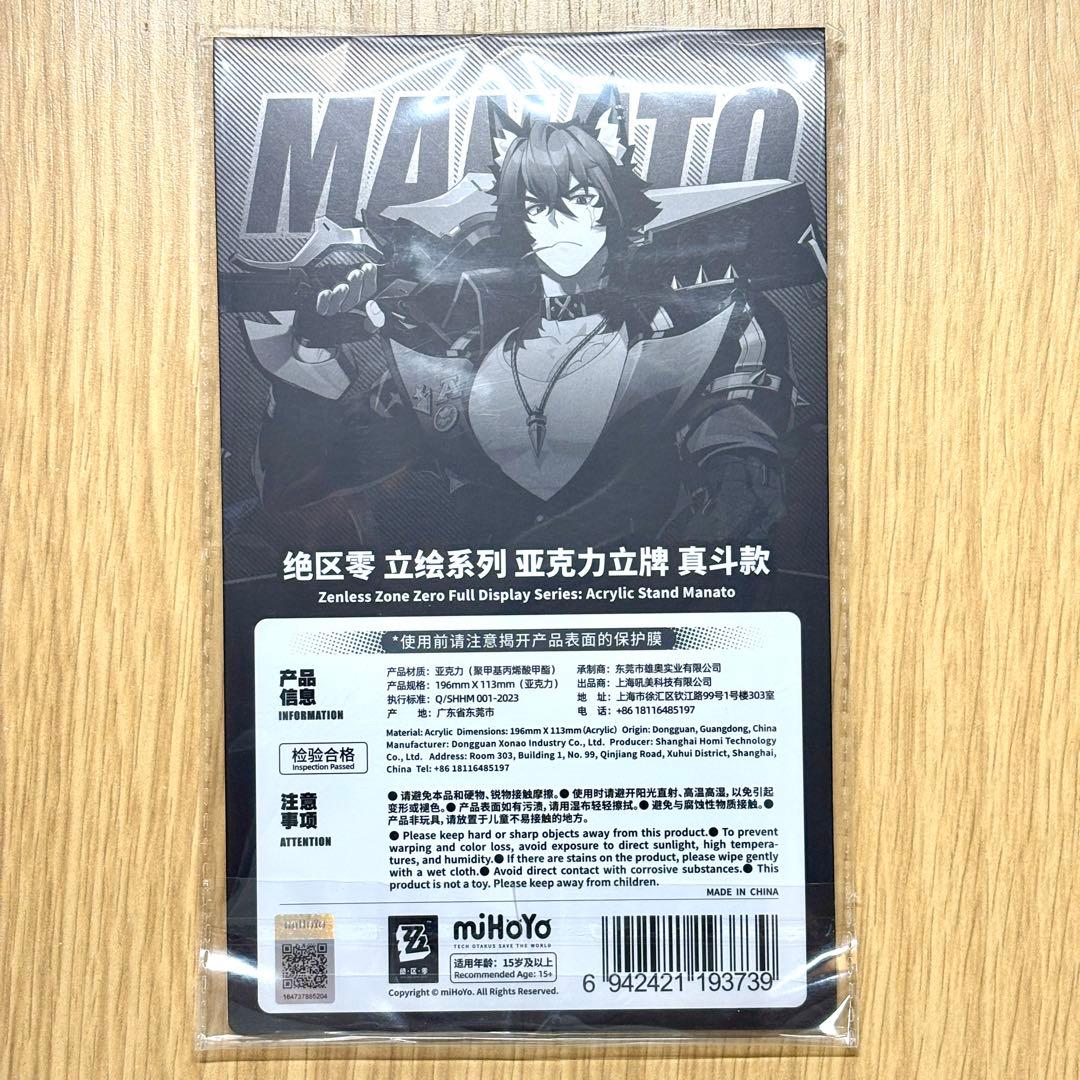 MANATO
绝区零 立绘系列 亚克力立牌 真斗款
Zenless Zone Zero Full Display Series: Acrylic Stand Manato
*使用前请注意揭开产品表面的保护膜
产品
信息
INFORMATION
检验合格
Inspection Passed
产品材质：亚克力（聚甲基丙烯酸甲酯）
产品规格：196mm X 113mm（亚克力）
执行标准：Q/SHHM 001-2023
产 地：广东省东莞市
承制商：东莞市雄奥实业有限公司
出品商：上海吼美科技有限公司
地 址：上海市徐汇区钦江路99号1号楼303室
电 话：+86 18116485197
Material: Acrylic Dimensions: 196mm X 113mm (Acrylic) Origin: Dongguan, Guangdong, China
Manufacturer: Dongguan Xonao Industry Co., Ltd. Producer: Shanghai Homi Technology
Co., Ltd. Address: Room 303, Building 1, No. 99, Qinjiang Road, Xuhui District, Shanghai,
China Tel: +86 18116485197
注意
事项
ATTENTION
● 请避免本品和硬物、锐物接触摩擦。● 使用时请避开阳光直射、高温高湿，以免引起
变形或褪色。● 产品表面如有污渍，请用湿布轻轻擦拭。● 避免与腐蚀性物质接触。●
产品非玩具，请放置于儿童不易接触的地方。
● Please keep hard or sharp objects away from this product.● To prevent
warping and color loss, avoid exposure to direct sunlight, high tempera-
tures, and humidity.● If there are stains on the product, please wipe gently
with a wet cloth.● Avoid direct contact with corrosive substances.● This
product is not a toy. Please keep away from children.
MADE IN CHINA
miHoYo
164737885204
绝·区·零
miHoYo
TECH OTAKUS SAVE THE WORLD
适用年龄：15岁及以上
Recommended Age: 15+
Copyright © miHoYo. All Rights Reserved.
6 942421 193739